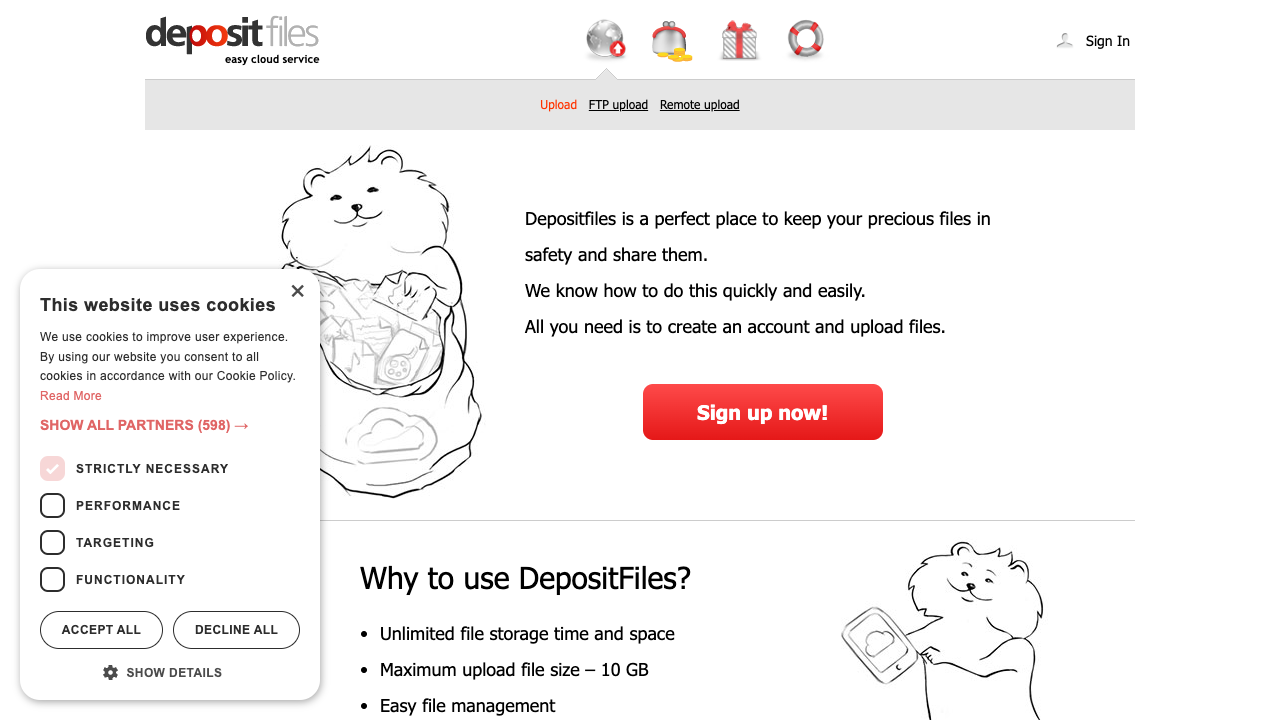 depositfiles
easy cloud service
Sign In
Upload FTP upload Remote upload
Depositfiles is a perfect place to keep your precious files in
safety and share them.
We know how to do this quickly and easily.
All you need is to create an account and upload files.
Sign up now!
This website uses cookies
We use cookies to improve user experience.
By using our website you consent to all
cookies in accordance with our Cookie Policy.
Read More
SHOW ALL PARTNERS (598) →
STRICTLY NECESSARY
PERFORMANCE
TARGETING
FUNCTIONALITY
ACCEPT ALL DECLINE ALL
SHOW DETAILS
Why to use DepositFiles?
• Unlimited file storage time and space
• Maximum upload file size – 10 GB
• Easy file management